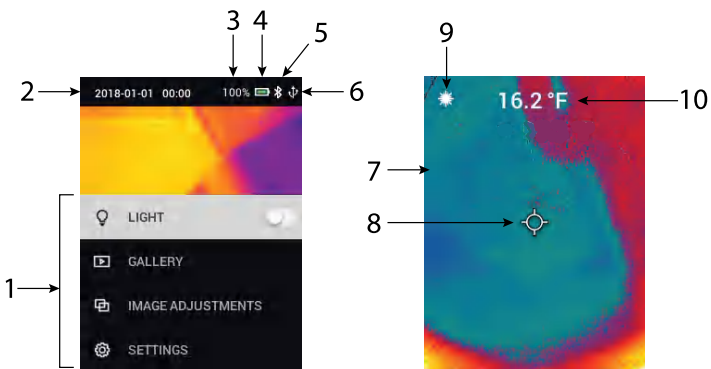 3 4 5
2 2018-01-01 00:00 100% 6
1
LIGHT
GALLERY
IMAGE ADJUSTMENTS
SETTINGS
9
16.2 °F 10
7
8